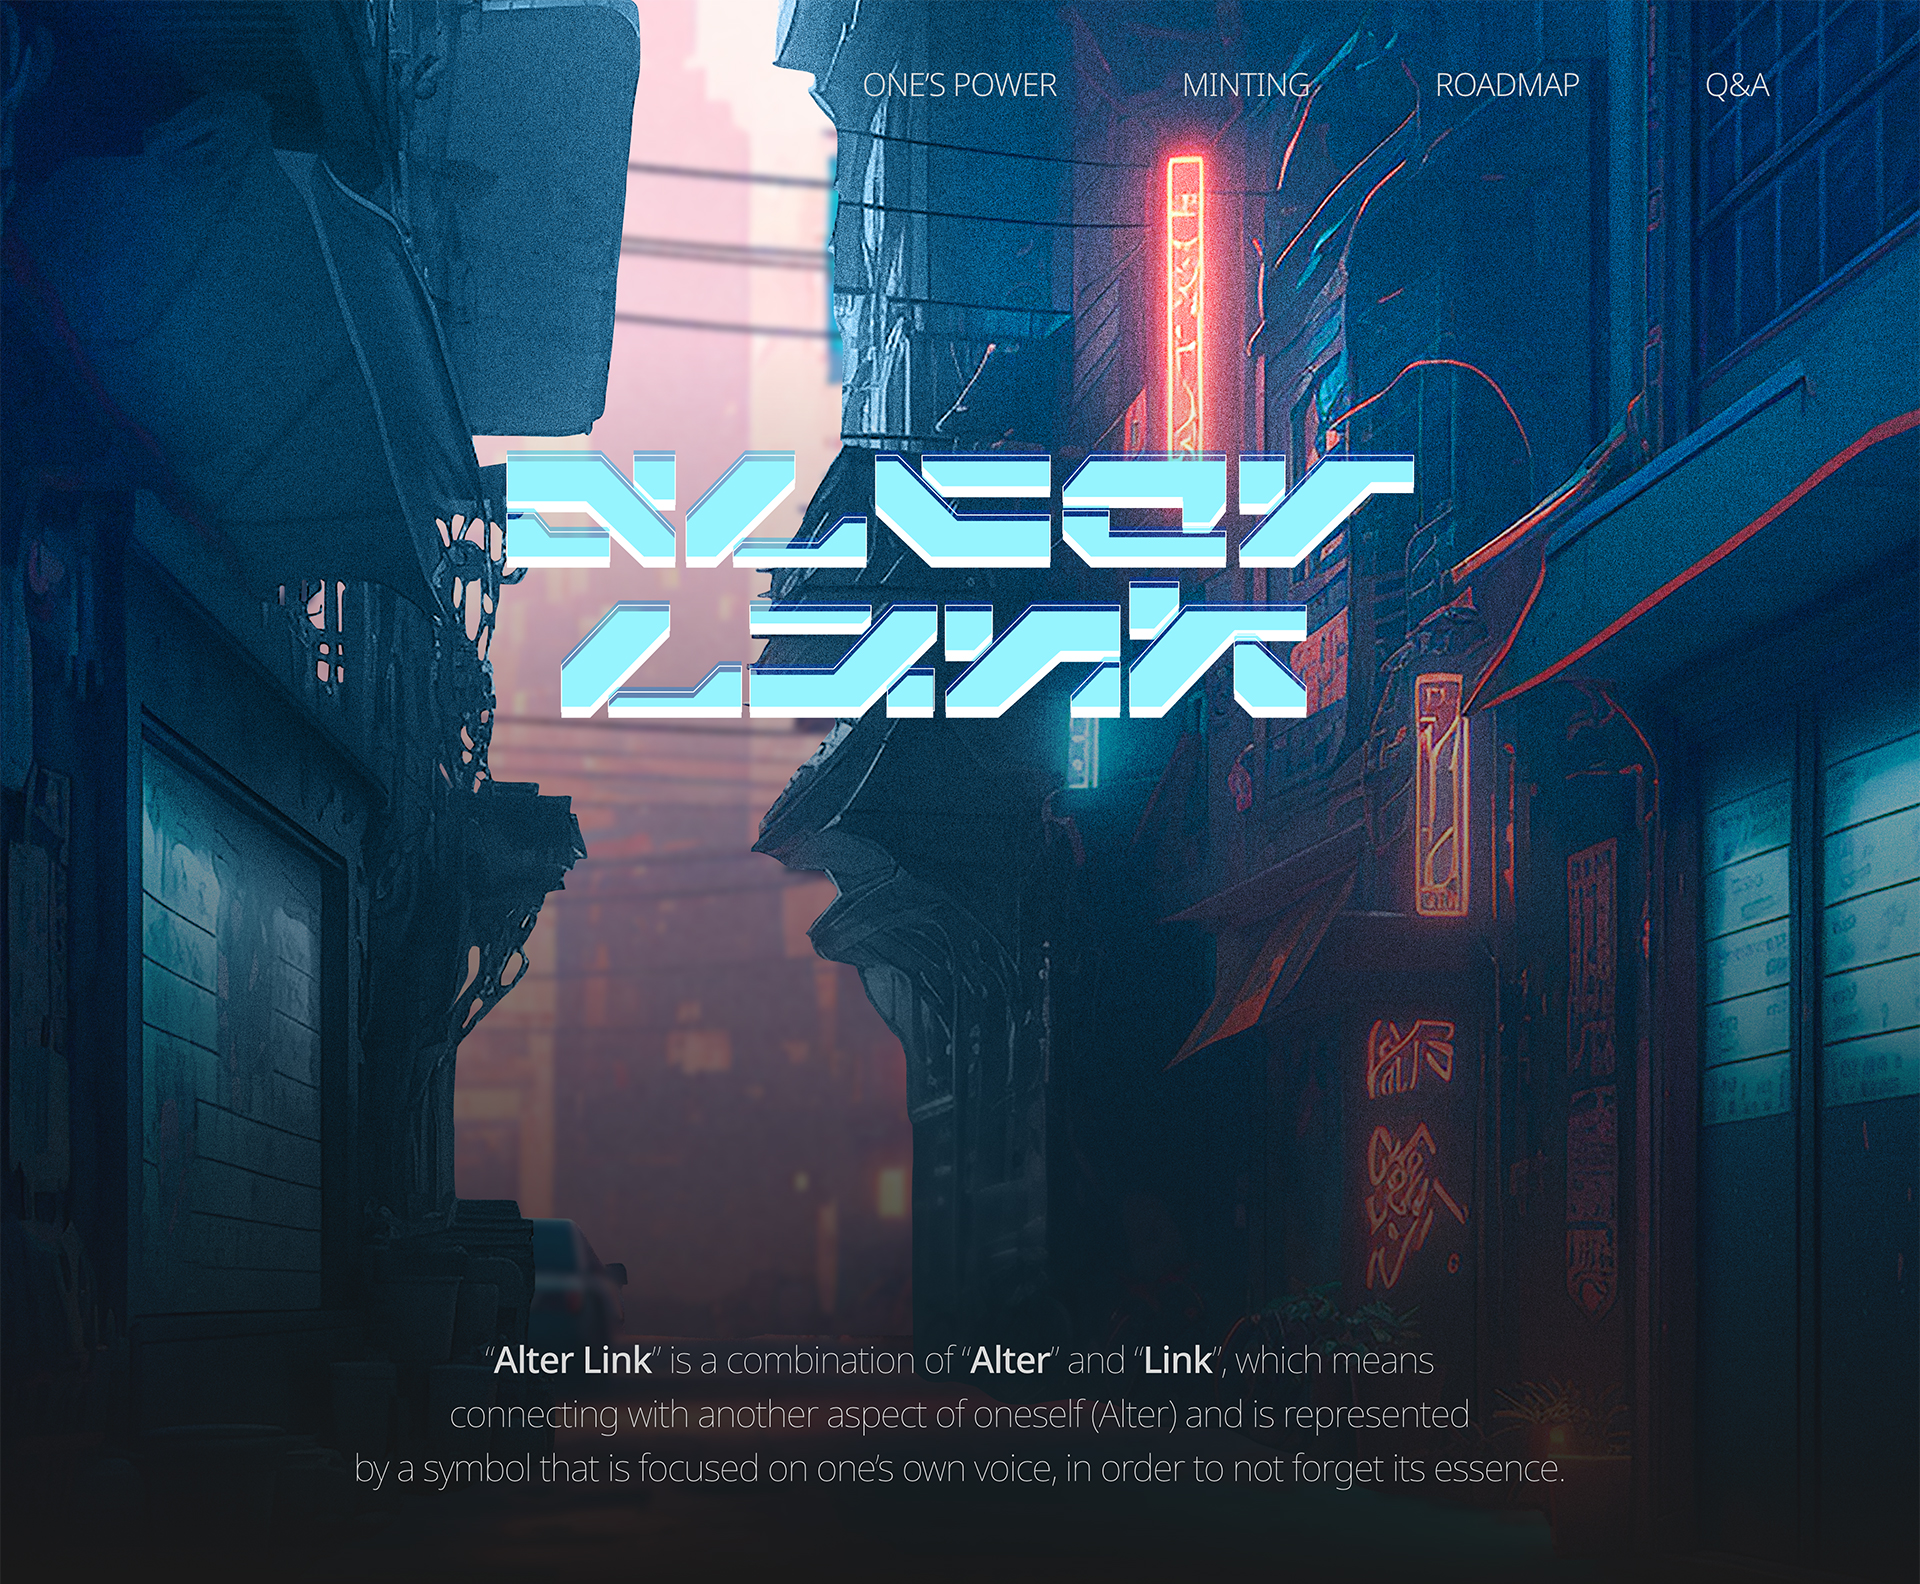 ONE'S POWER MINTING ROADMAP Q&A
ALTER
LINK
“Alter Link” is a combination of “Alter” and “Link”, which means
connecting with another aspect of oneself (Alter) and is represented
by a symbol that is focused on one's own voice, in order to not forget its essence.